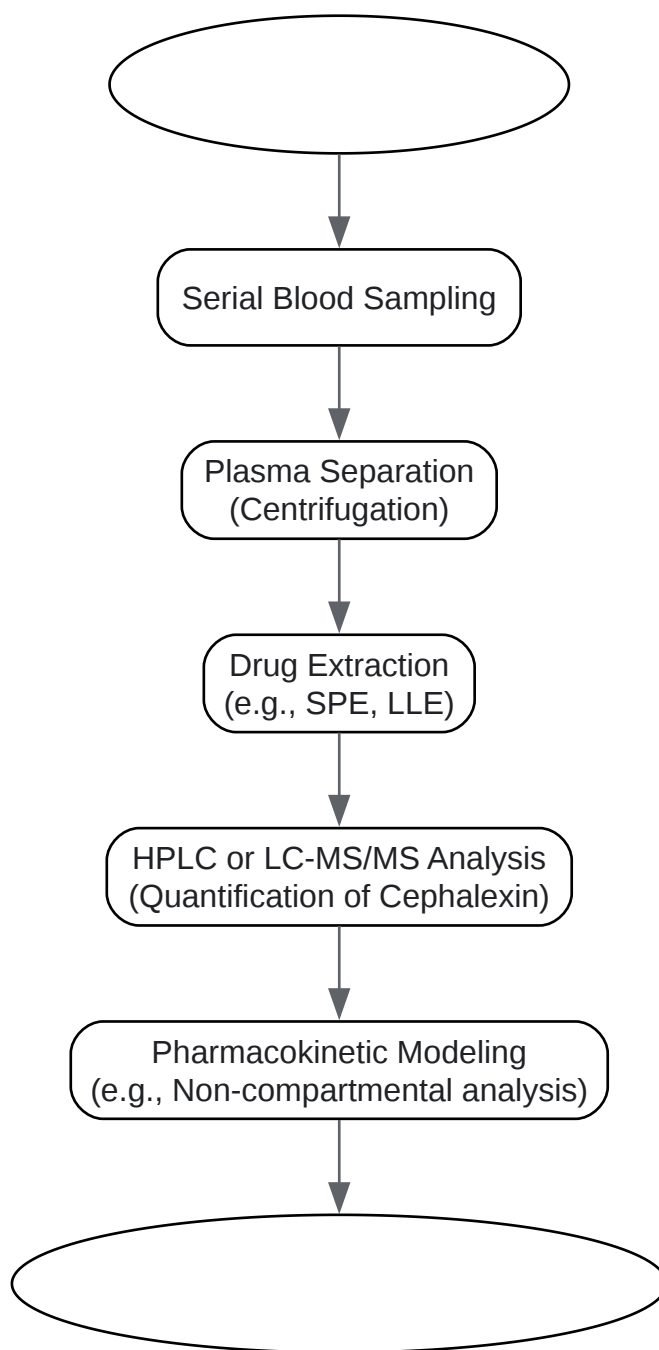 Serial Blood Sampling
Plasma Separation
(Centrifugation)
Drug Extraction
(e.g., SPE, LLE)
HPLC or LC-MS/MS Analysis
(Quantification of Cephalexin)
Pharmacokinetic Modeling
(e.g., Non-compartmental analysis)